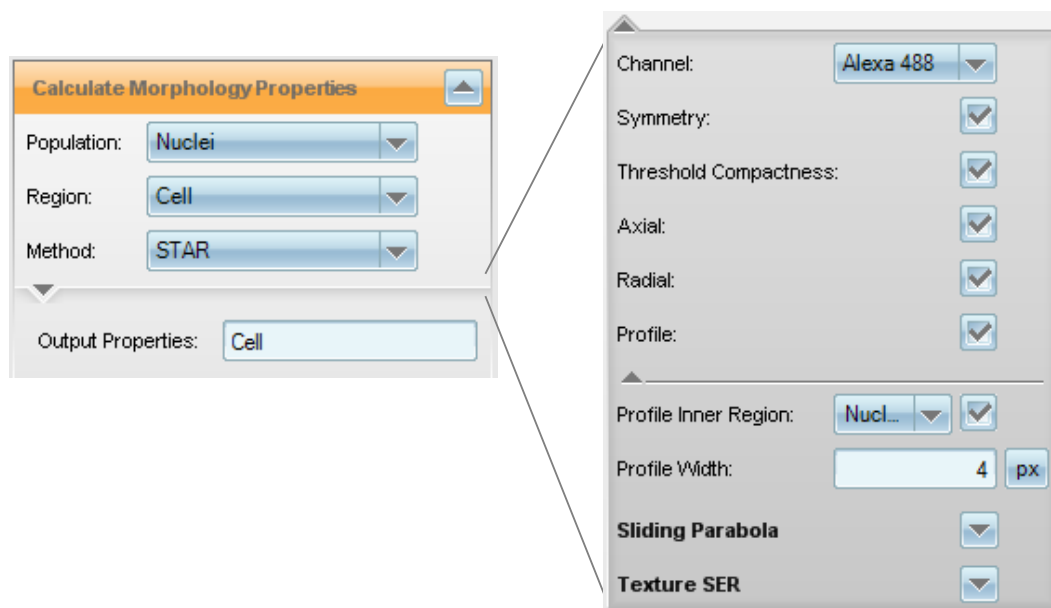 Calculate Morphology Properties
Population: Nuclei
Region: Cell
Method: STAR
Output Properties: Cell
Channel: Alexa 488
Symmetry:
Threshold Compactness:
Axial:
Radial:
Profile:
Profile Inner Region: Nucl...
Profile Width: 4 px
Sliding Parabola
Texture SER